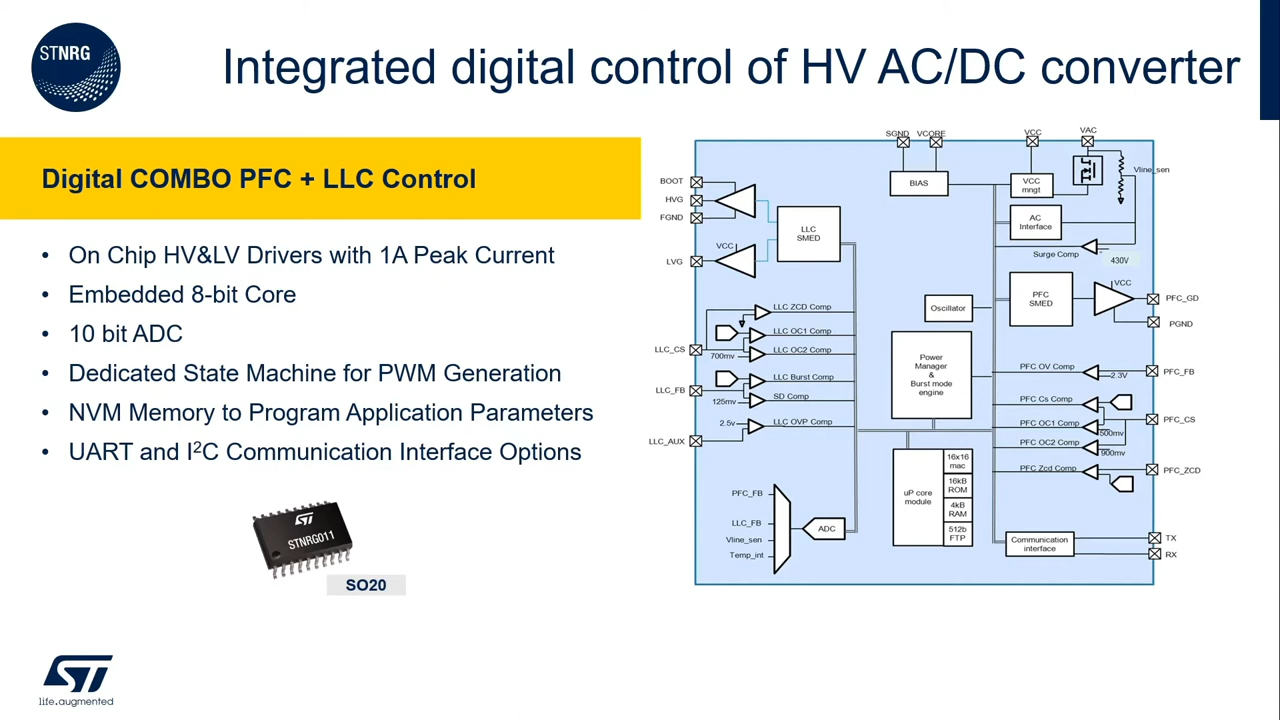 STNRG
Integrated digital control of HV AC/DC converter
Digital COMBO PFC + LLC Control
• On Chip HV&LV Drivers with 1A Peak Current
• Embedded 8-bit Core
• 10 bit ADC
• Dedicated State Machine for PWM Generation
• NVM Memory to Program Application Parameters
• UART and I²C Communication Interface Options
ST
STNRG011
SO20
ST
life.augmented
SGND
VCORE
VCC
VAC
BOOT
HVG
FGND
LVG
VCC
LLC
SMED
BIAS
VCC
mngt
Vline_sen
AC
Interface
Surge Comp
430V
Oscillator
PFC
SMED
VCC
PFC_GD
PGND
LLC ZCD Comp
LLC OC1 Comp
LLC_CS
700mv
LLC OC2 Comp
LLC Burst Comp
LLC_FB
125mv
SD Comp
2.5v
LLC OVP Comp
LLC_AUX
Power
Manager
&
Burst mode
engine
PFC OV Comp
2.3V
PFC_FB
PFC Cs Comp
PFC OC1 Comp
500mv
PFC_CS
PFC OC2 Comp
900mv
PFC Zcd Comp
PFC_ZCD
uP core
module
16x16
mac
16kB
ROM
4kB
RAM
512b
FTP
PFC_FB
LLC_FB
Vline_sen
Temp_int
ADC
Communication
interface
TX
RX